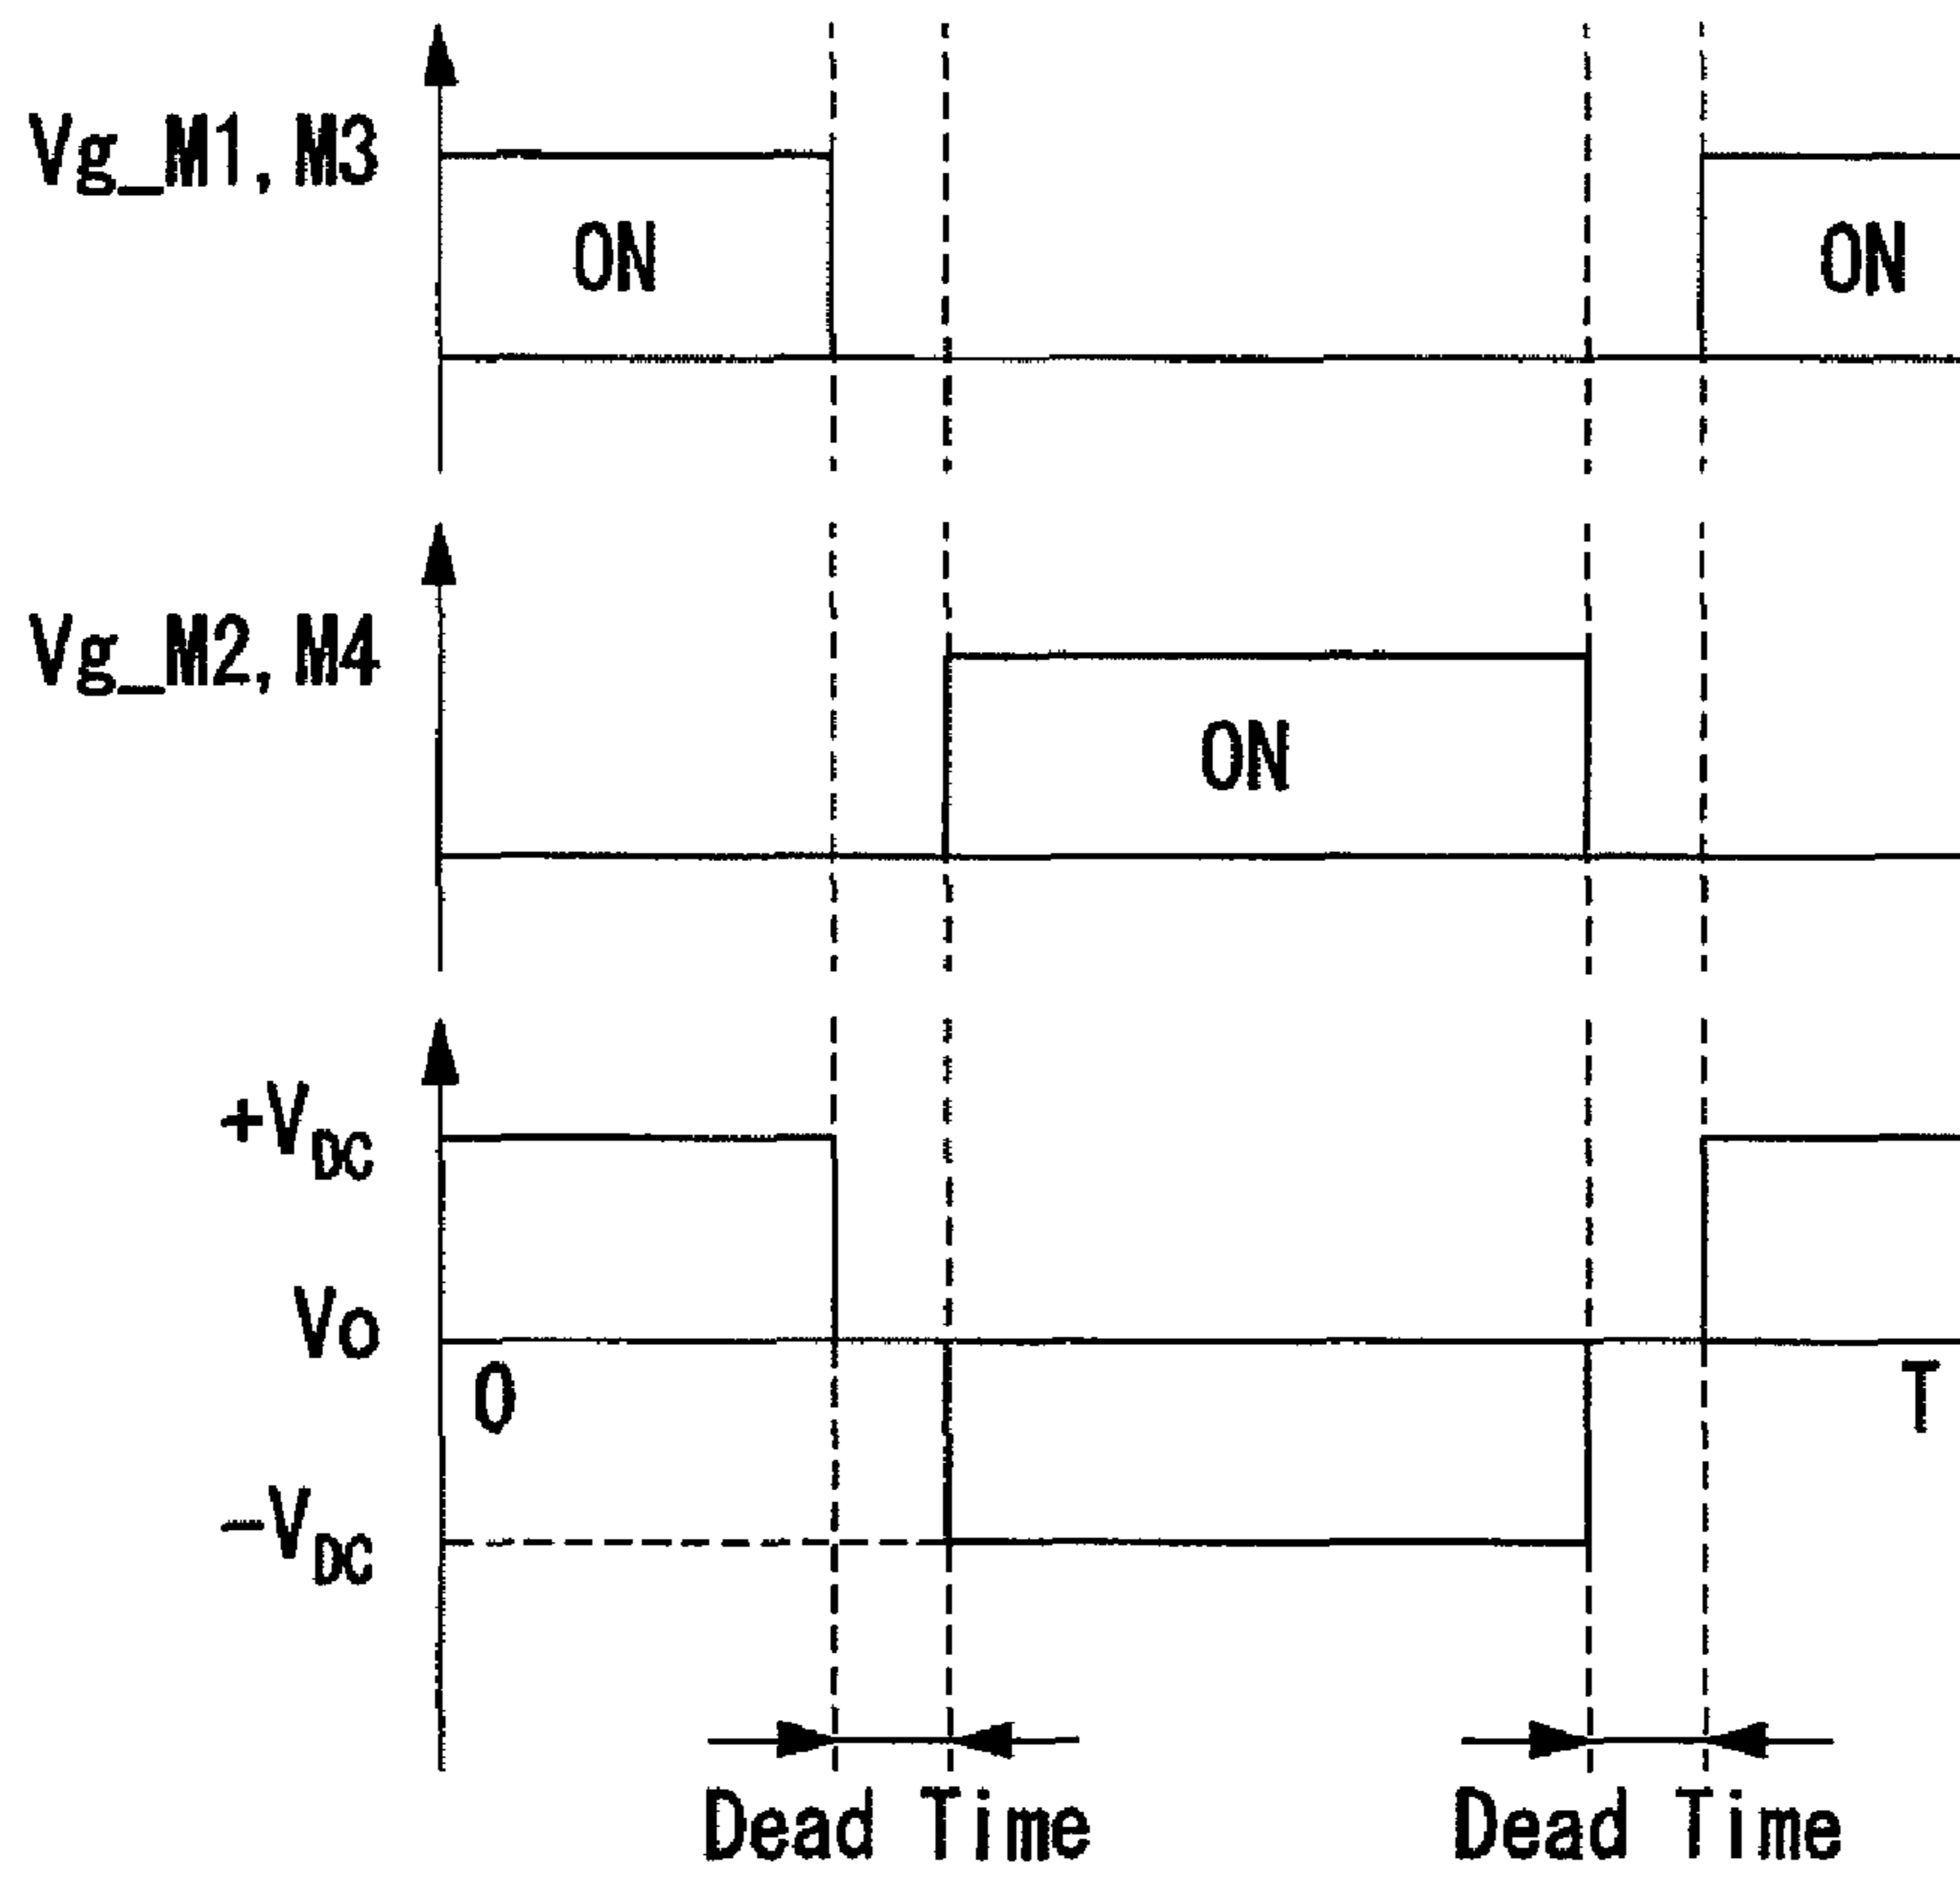 Vg_M1, M3
ON
ON
Vg_M2, M4
ON
+VDC
Vo
0
T
-VDC
Dead Time
Dead Time